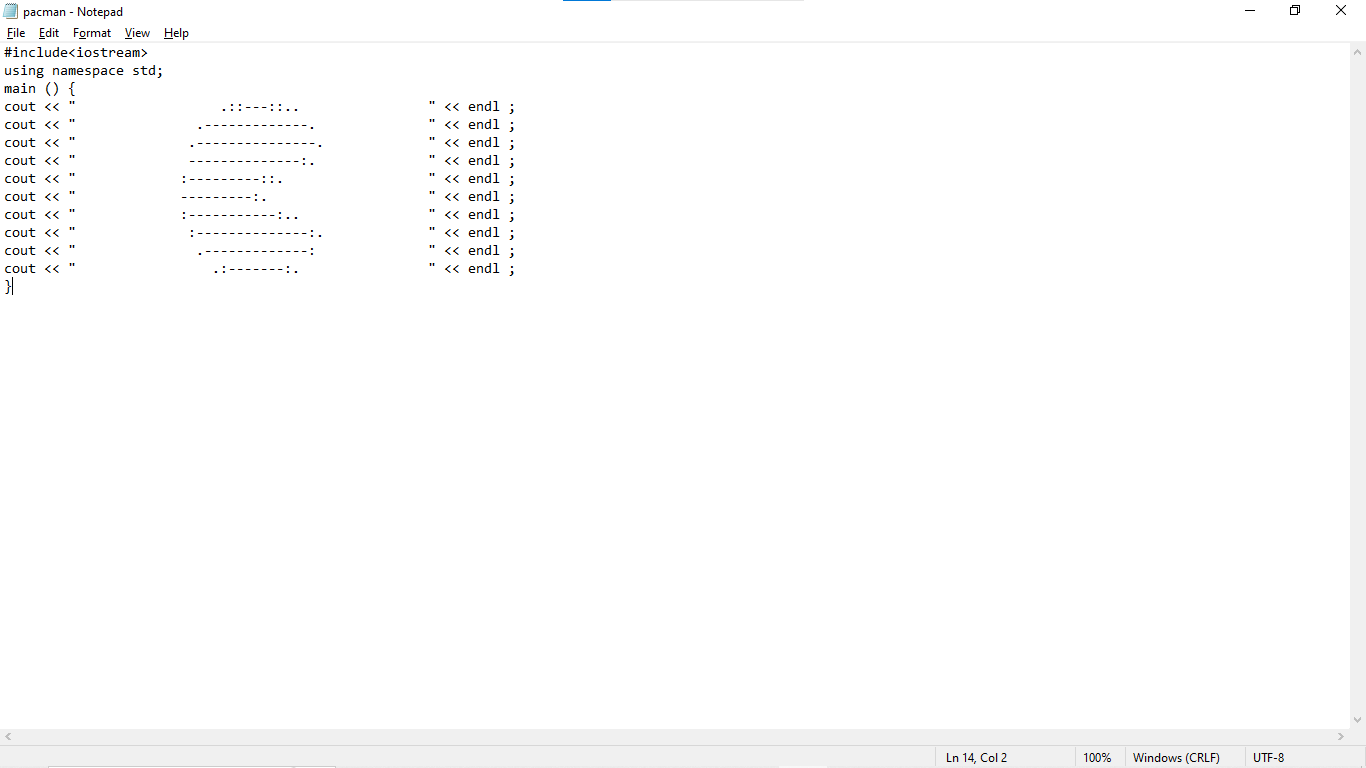 pacman - Notepad
File Edit Format View Help
#include<iostream>
using namespace std;
main () {
cout << "                  .::---::..                " << endl ;
cout << "               .-------------.              " << endl ;
cout << "              .---------------.             " << endl ;
cout << "              --------------:.              " << endl ;
cout << "             :---------::.                  " << endl ;
cout << "             ---------:.                    " << endl ;
cout << "             :-----------:..                " << endl ;
cout << "              :--------------:.             " << endl ;
cout << "               .-------------:              " << endl ;
cout << "                 .:-------:.                " << endl ;
}
Ln 14, Col 2 100% Windows (CRLF) UTF-8